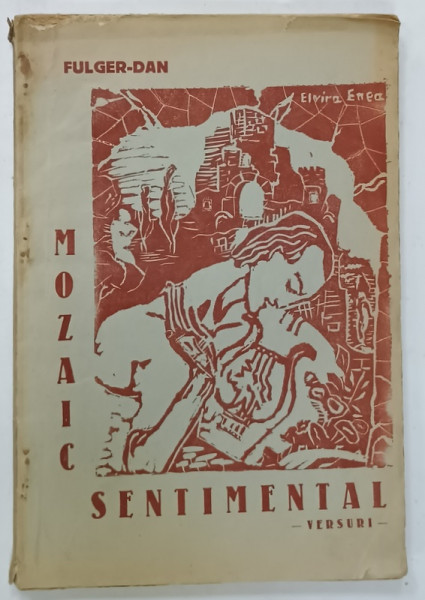 FULGER-DAN
Elvira Enea
MOZAIC
SENTIMENTAL
— VERSURI —